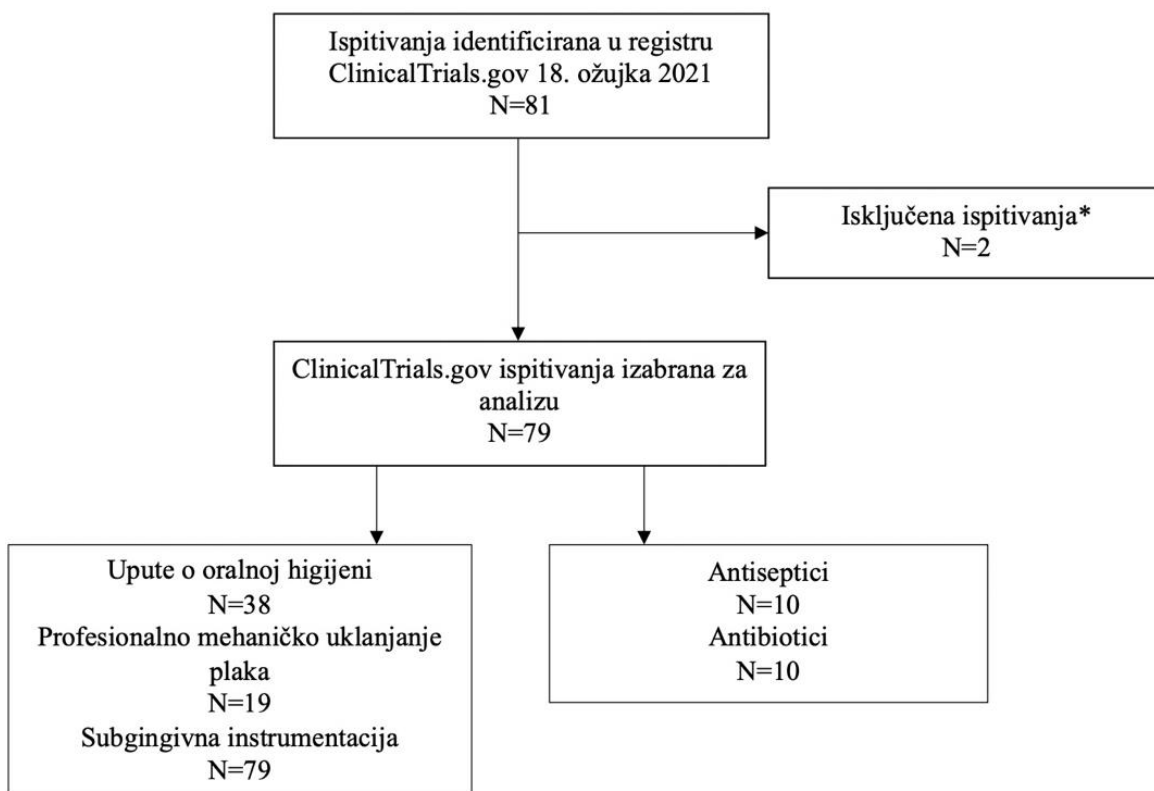 Ispitivanja identificirana u registru
ClinicalTrials.gov 18. ožujka 2021
N=81
Isključena ispitivanja*
N=2
ClinicalTrials.gov ispitivanja izabrana za
analizu
N=79
Upute o oralnoj higijeni
N=38
Profesionalno mehaničko uklanjanje
plaka
N=19
Subgingivna instrumentacija
N=79
Antiseptici
N=10
Antibiotici
N=10